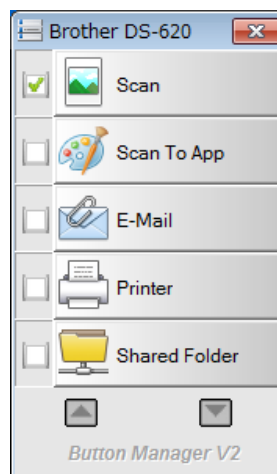 Brother DS-620
Scan
Scan To App
E-Mail
Printer
Shared Folder
Button Manager V2